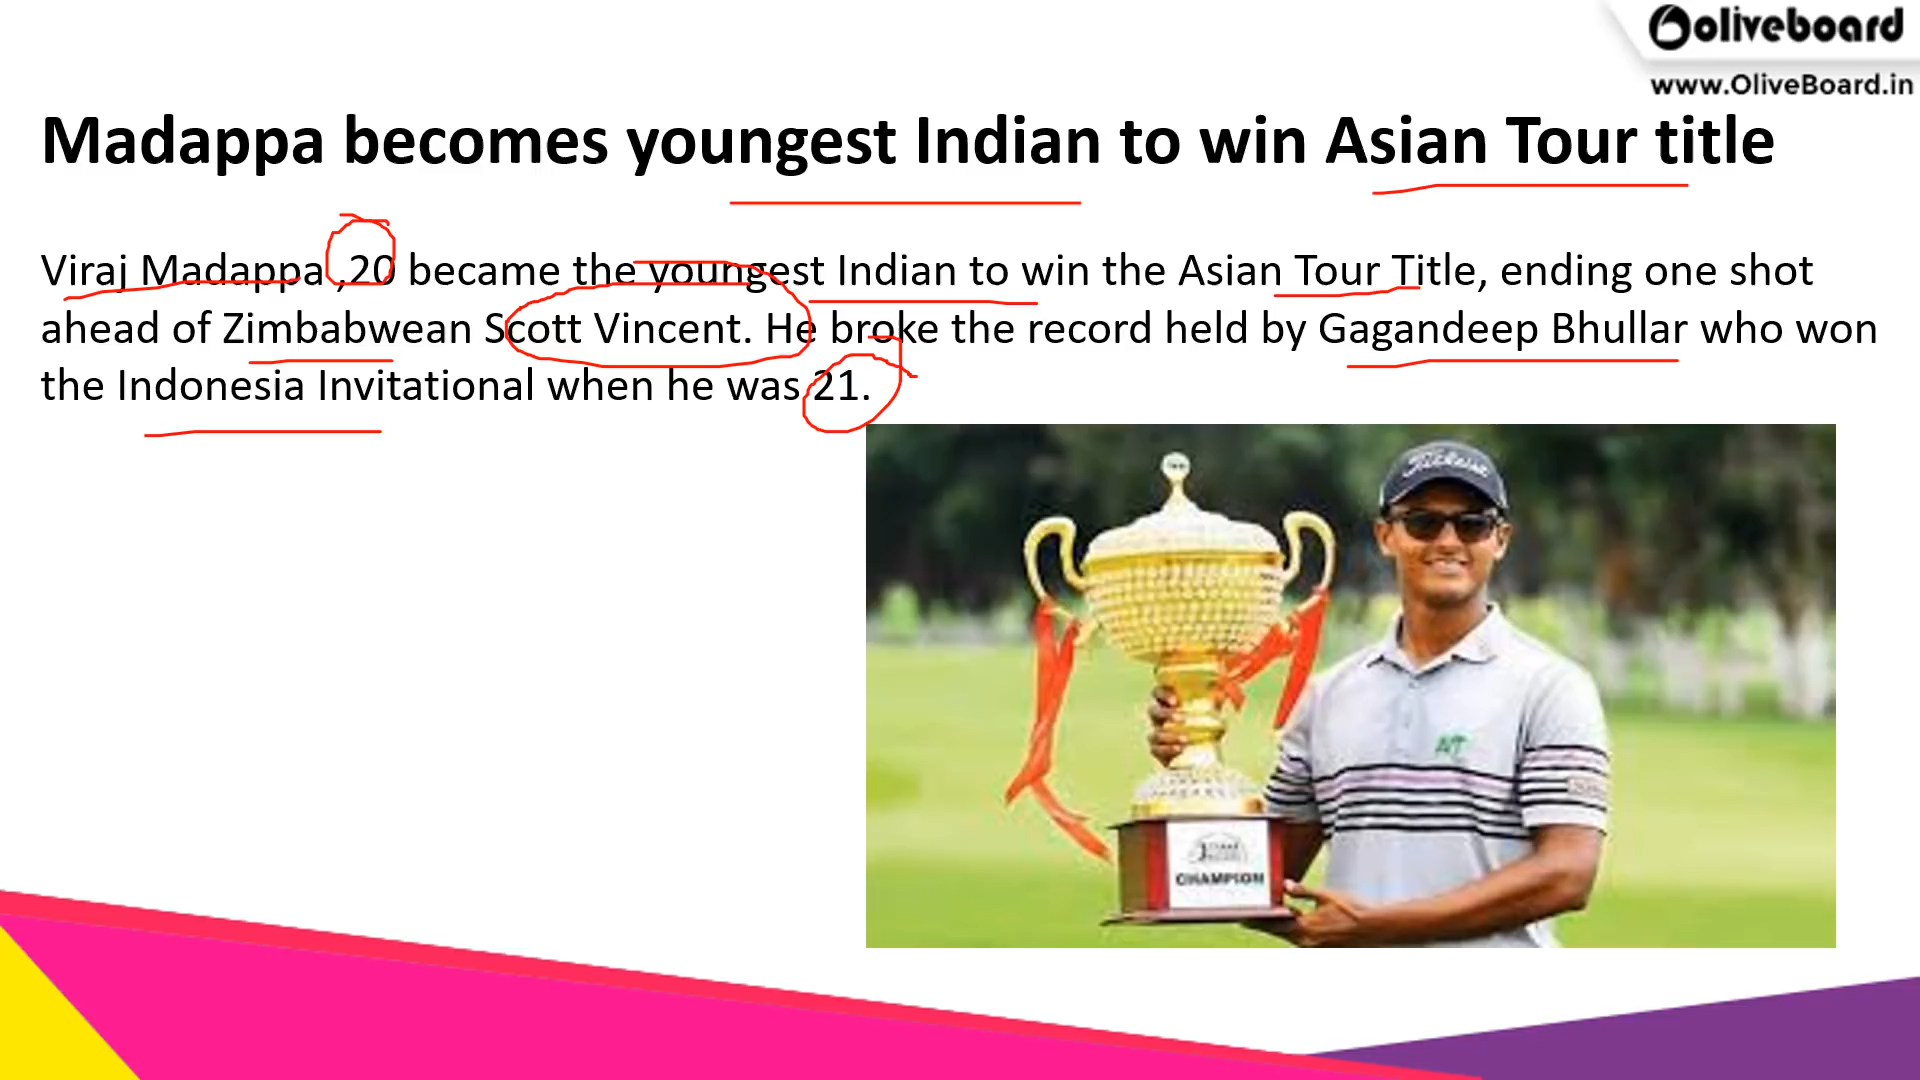 oliveboard
www.OliveBoard.in
Madappa becomes youngest Indian to win Asian Tour title
Viraj Madappa ,20 became the youngest Indian to win the Asian Tour Title, ending one shot
ahead of Zimbabwean Scott Vincent. He broke the record held by Gagandeep Bhullar who won
the Indonesia Invitational when he was 21.
Titleist
CHAMPION